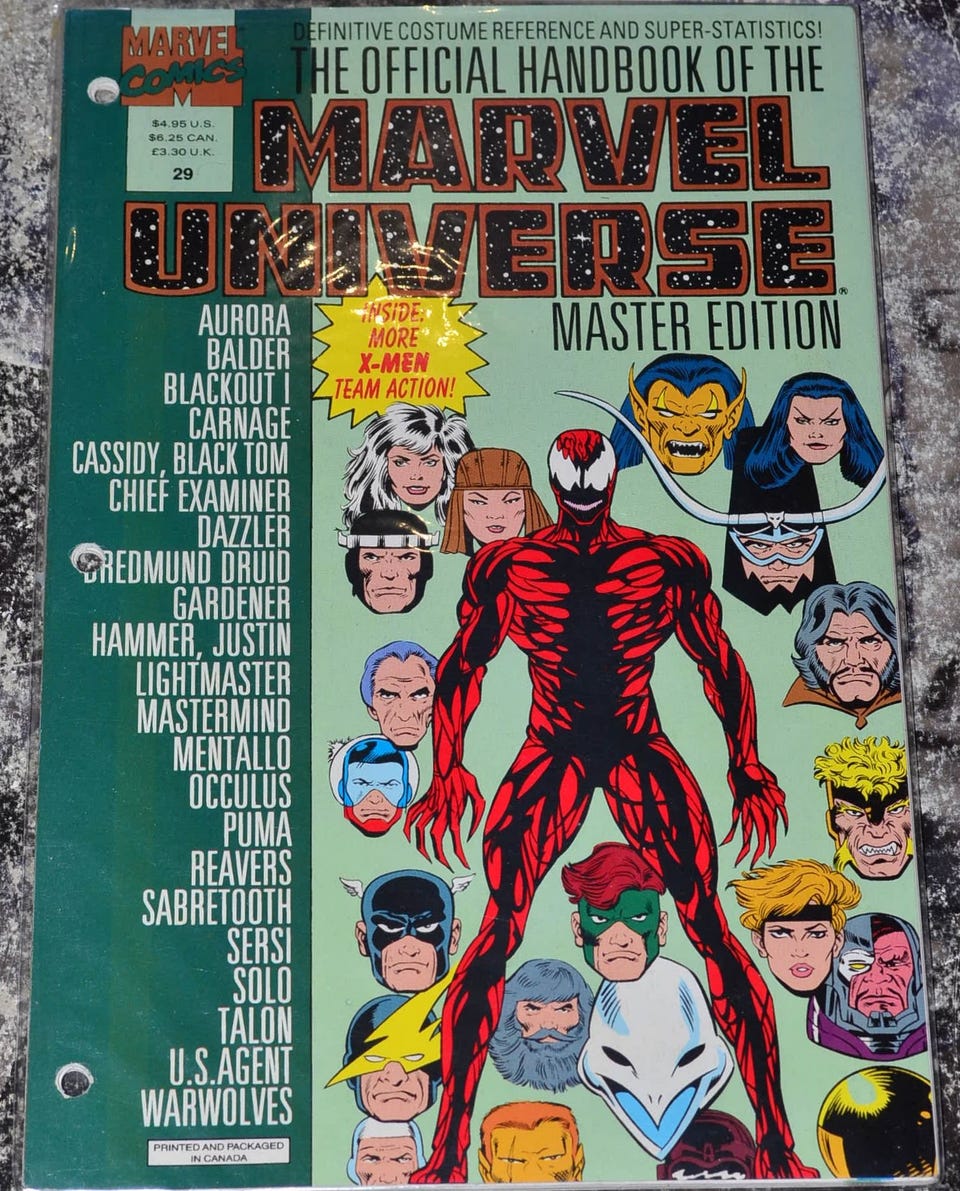 DEFINITIVE COSTUME REFERENCE AND SUPER-STATISTICS!
THE OFFICIAL HANDBOOK OF THE
MARVEL
UNIVERSE
®
MASTER EDITION
MARVEL
COMICS
$4.95 U.S.
$6.25 CAN.
£3.30 U.K.
29
INSIDE:
MORE
X-MEN
TEAM ACTION!
AURORA
BALDER
BLACKOUT I
CARNAGE
CASSIDY, BLACK TOM
CHIEF EXAMINER
DAZZLER
DREDMUND DRUID
GARDENER
HAMMER, JUSTIN
LIGHTMASTER
MASTERMIND
MENTALLO
OCCULUS
PUMA
REAVERS
SABRETOOTH
SERSI
SOLO
TALON
U.S.AGENT
WARWOLVES
PRINTED AND PACKAGED
IN CANADA
A